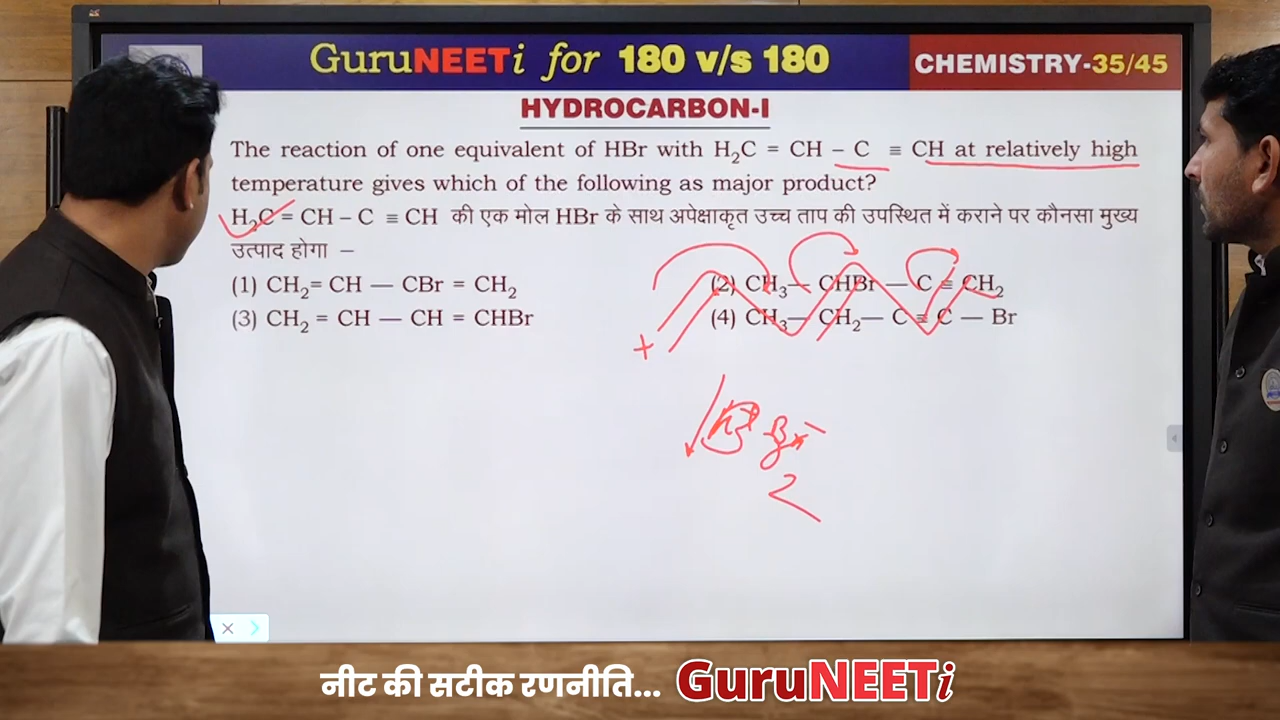 GuruNEETi for 180 v/s 180
CHEMISTRY-35/45
HYDROCARBON-I
The reaction of one equivalent of HBr with H₂C = CH – C ≡ CH at relatively high
temperature gives which of the following as major product?
H₂C = CH – C ≡ CH की एक मोल HBr के साथ अपेक्षाकृत उच्च ताप की उपस्थित में कराने पर कौनसा मुख्य
उत्पाद होगा –
(1) CH₂= CH — CBr = CH₂
(2) CH₃— CHBr — C ≡ CH₂
(3) CH₂ = CH — CH = CHBr
(4) CH₃— CH₂— C ≡ C — Br
+
Br⁻
नीट की सटीक रणनीति... GuruNEETi